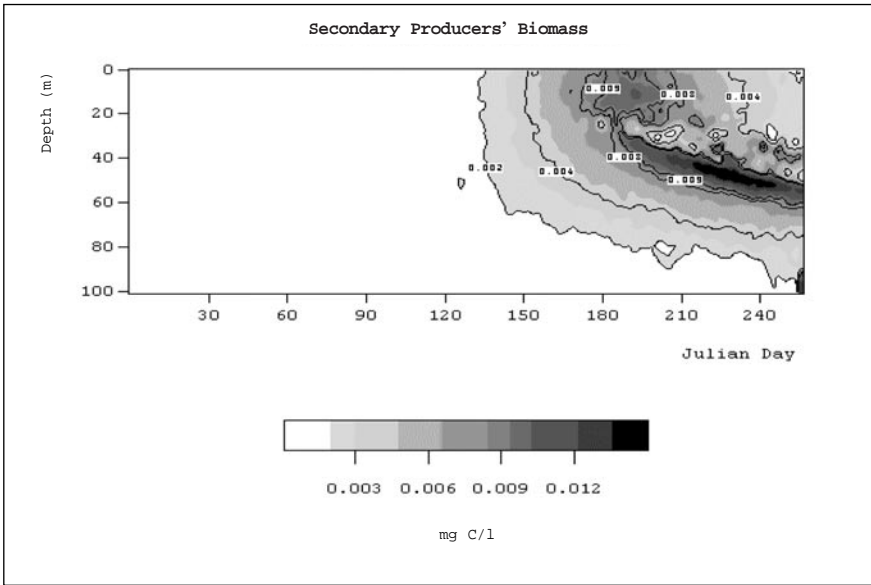 Secondary Producers’ Biomass
Depth (m)
0
20
40
60
80
100
0.009
0.008
0.004
0.002
0.004
0.008
0.009
30 60 90 120 150 180 210 240
Julian Day
0.003 0.006 0.009 0.012
mg C/l